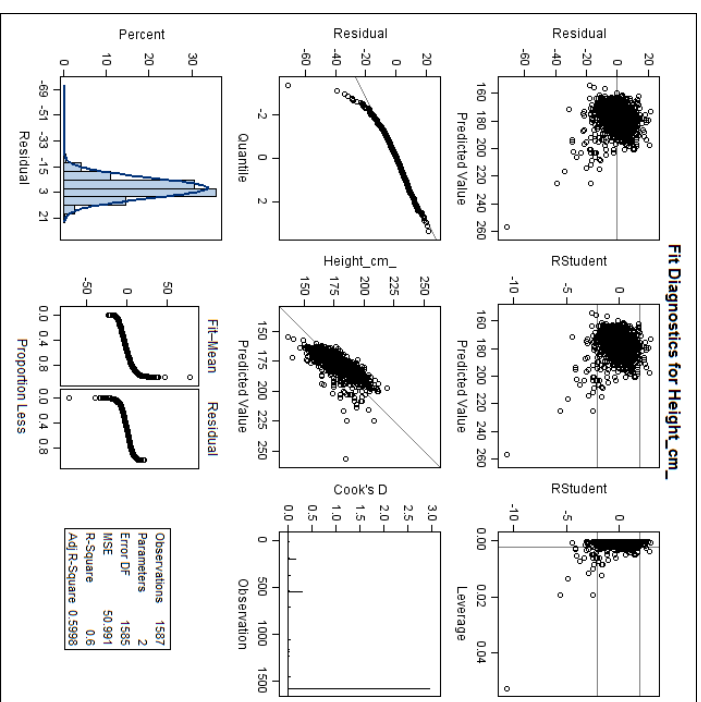 Fit Diagnostics for Height_cm_
Residual
20
0
-20
-40
-60
160 180 200 220 240 260
Predicted Value
RStudent
0
-5
-10
160 180 200 220 240 260
Predicted Value
RStudent
0
-5
-10
0.00 0.02 0.04
Leverage
Residual
20
0
-20
-40
-60
-2 0 2
Quantile
Height_cm_
250
225
200
175
150
150 175 200 225 250
Predicted Value
Cook's D
3.0
2.5
2.0
1.5
1.0
0.5
0.0
0 500 1000 1500
Observation
Percent
30
20
10
0
-69 -51 -33 -15 3 21
Residual
Fit–Mean
Residual
50
0
-50
0.0 0.4 0.8
0.0 0.4 0.8
Proportion Less
Observations 1587
Parameters 2
Error DF 1585
MSE 50.991
R-Square 0.6
Adj R-Square 0.5998